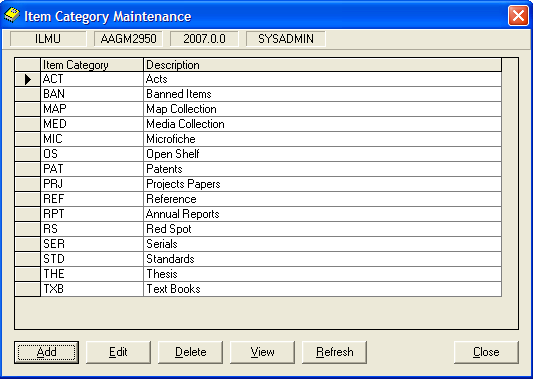 Item Category Maintenance
ILMU AAGM2950 2007.0.0 SYSADMIN
Item Category Description
ACT Acts
BAN Banned Items
MAP Map Collection
MED Media Collection
MIC Microfiche
OS Open Shelf
PAT Patents
PRJ Projects Papers
REF Reference
RPT Annual Reports
RS Red Spot
SER Serials
STD Standards
THE Thesis
TXB Text Books
Add Edit Delete View Refresh Close